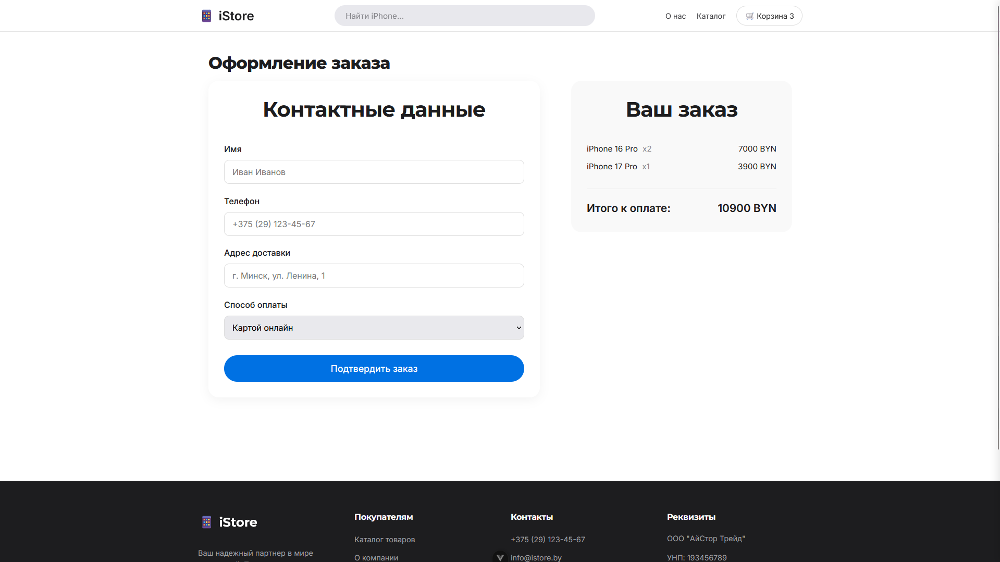 iStore
Найти iPhone...
О нас
Каталог
Корзина 3
Оформление заказа
Контактные данные
Имя
Иван Иванов
Телефон
+375 (29) 123-45-67
Адрес доставки
г. Минск, ул. Ленина, 1
Способ оплаты
Картой онлайн
Подтвердить заказ
Ваш заказ
iPhone 16 Pro x2 7000 BYN
iPhone 17 Pro x1 3900 BYN
Итого к оплате: 10900 BYN
iStore
Ваш надежный партнер в мире
Покупателям
Каталог товаров
О компании
Контакты
+375 (29) 123-45-67
info@istore.by
Реквизиты
ООО "АйСтор Трейд"
УНП: 193456789